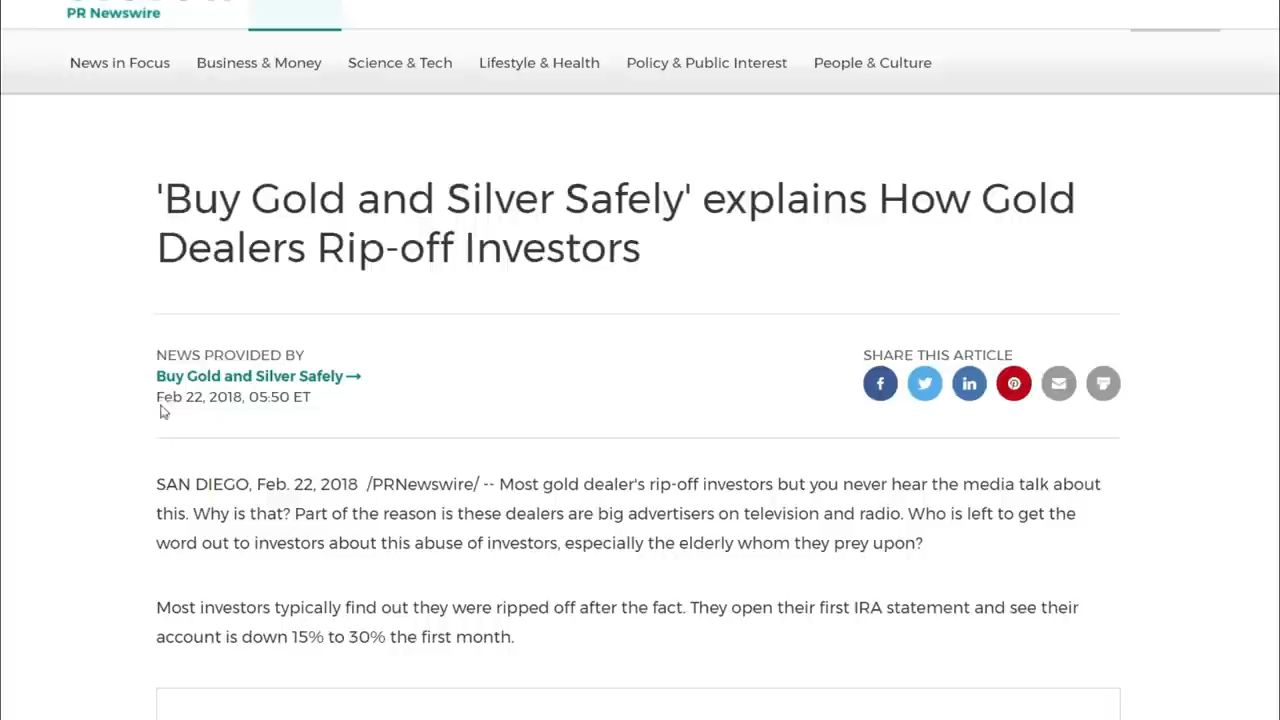 PR Newswire
News in Focus Business & Money Science & Tech Lifestyle & Health Policy & Public Interest People & Culture
'Buy Gold and Silver Safely' explains How Gold
Dealers Rip-off Investors
NEWS PROVIDED BY
Buy Gold and Silver Safely→
Feb 22, 2018, 05:50 ET
SHARE THIS ARTICLE
SAN DIEGO, Feb. 22, 2018 /PRNewswire/ -- Most gold dealer's rip-off investors but you never hear the media talk about
this. Why is that? Part of the reason is these dealers are big advertisers on television and radio. Who is left to get the
word out to investors about this abuse of investors, especially the elderly whom they prey upon?
Most investors typically find out they were ripped off after the fact. They open their first IRA statement and see their
account is down 15% to 30% the first month.